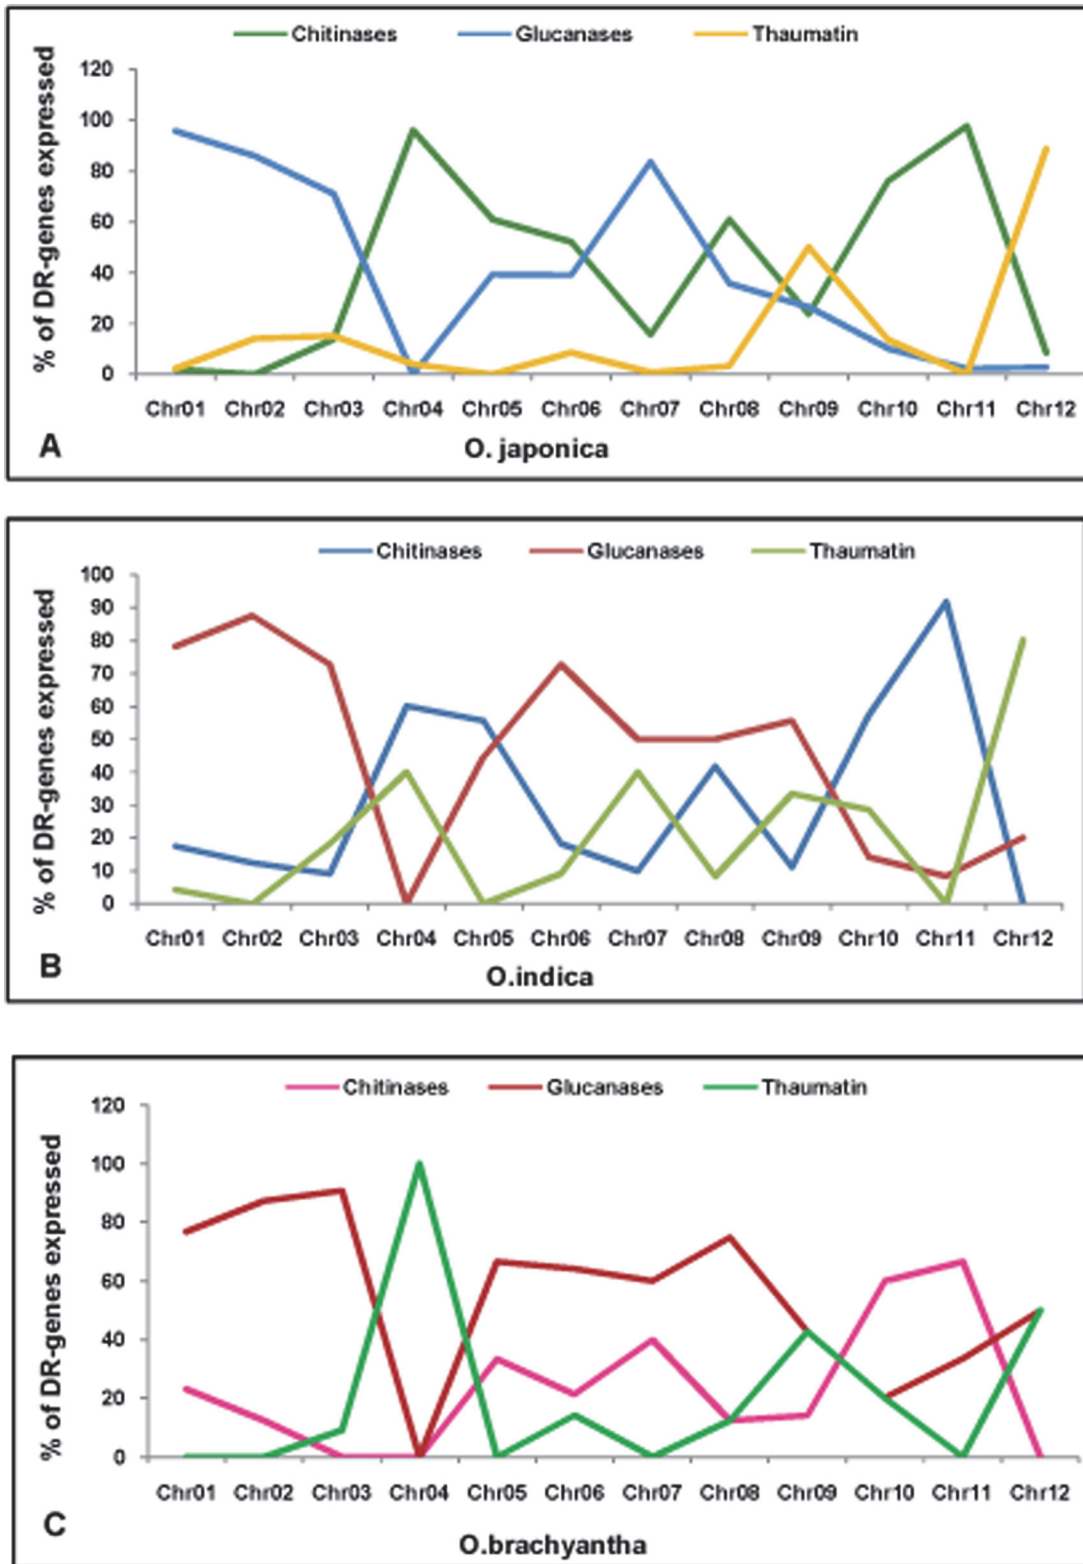 Chitinases Glucanases Thaumatin
% of DR-genes expressed
120
100
80
60
40
20
0
Chr01 Chr02 Chr03 Chr04 Chr05 Chr06 Chr07 Chr08 Chr09 Chr10 Chr11 Chr12
A
O. japonica
Chitinases Glucanases Thaumatin
% of DR-genes expressed
100
90
80
70
60
50
40
30
20
10
0
Chr01 Chr02 Chr03 Chr04 Chr05 Chr06 Chr07 Chr08 Chr09 Chr10 Chr11 Chr12
B
O.indica
Chitinases Glucanases Thaumatin
% of DR-genes expressed
120
100
80
60
40
20
0
Chr01 Chr02 Chr03 Chr04 Chr05 Chr06 Chr07 Chr08 Chr09 Chr10 Chr11 Chr12
C
O.brachyantha